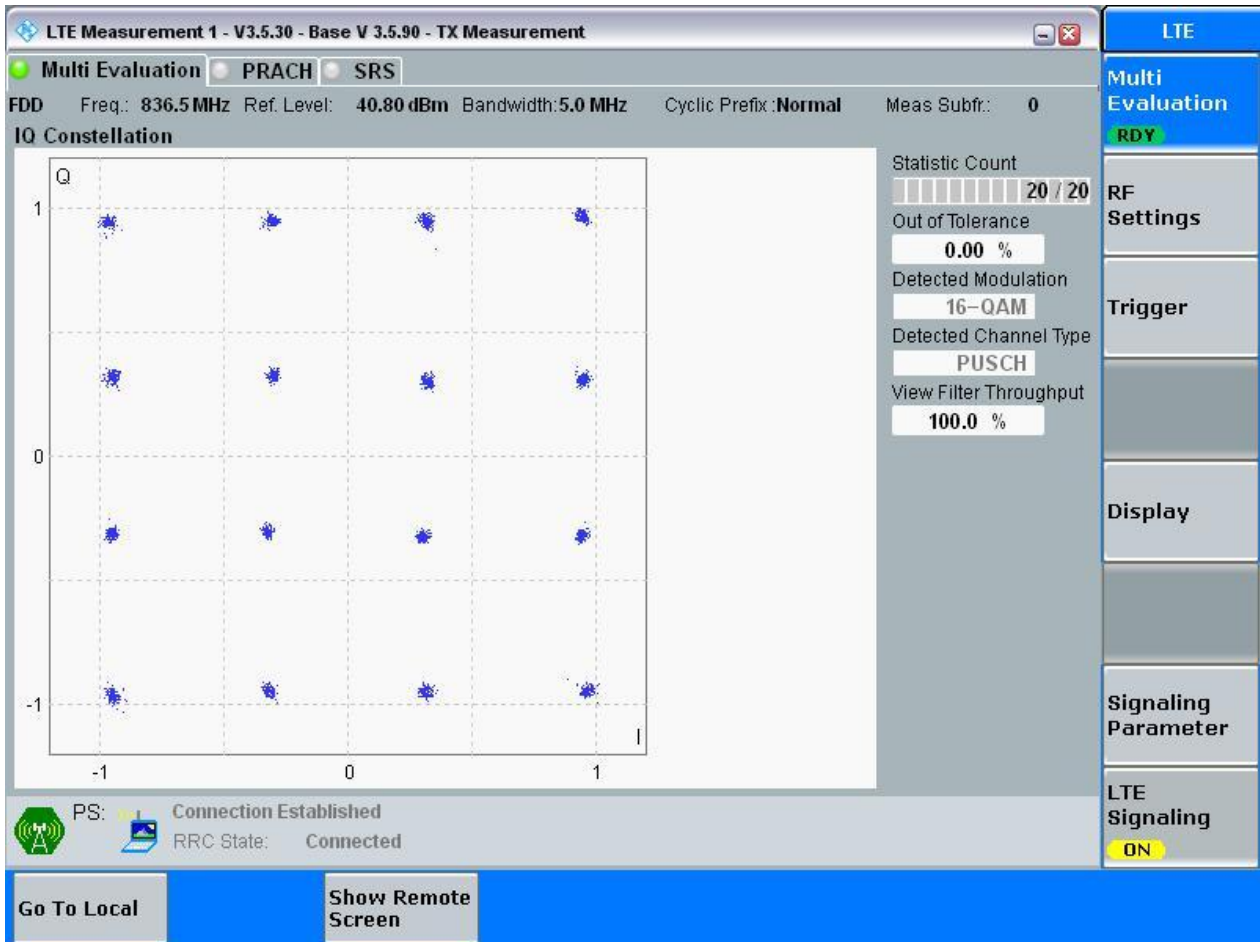 LTE Measurement 1 - V3.5.30 - Base V 3.5.90 - TX Measurement
LTE
Multi Evaluation PRACH SRS
FDD Freq.: 836.5 MHz Ref. Level: 40.80 dBm Bandwidth: 5.0 MHz Cyclic Prefix : Normal Meas Subfr.: 0
IQ Constellation
Q
1
0
-1
-1 0 1
I
Statistic Count
20 / 20
Out of Tolerance
0.00 %
Detected Modulation
16-QAM
Detected Channel Type
PUSCH
View Filter Throughput
100.0 %
Multi
Evaluation
RDY
RF
Settings
Trigger
Display
Signaling
Parameter
LTE
Signaling
ON
PS: Connection Established
RRC State: Connected
Go To Local
Show Remote
Screen